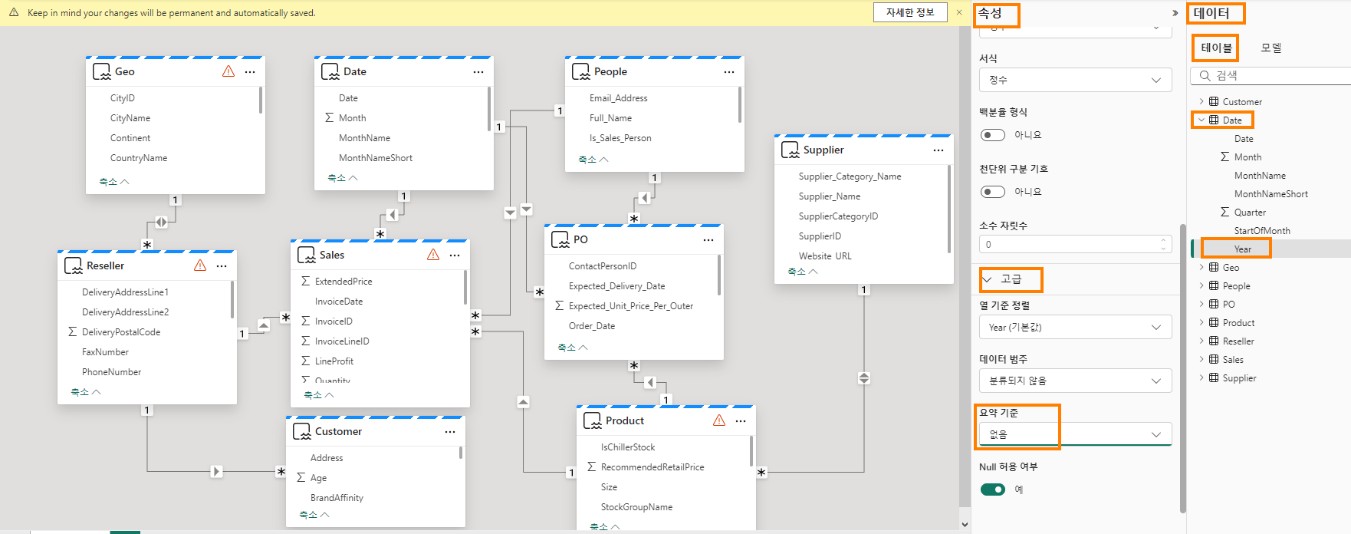 Keep in mind your changes will be permanent and automatically saved.
자세한 정보
Geo
CityID
CityName
Continent
CountryName
축소
Date
Date
Month
MonthName
MonthNameShort
축소
People
Email_Address
Full_Name
Is_Sales_Person
축소
Supplier
Supplier_Category_Name
Supplier_Name
SupplierCategoryID
SupplierID
Website_URL
축소
Reseller
DeliveryAddressLine1
DeliveryAddressLine2
DeliveryPostalCode
FaxNumber
PhoneNumber
축소
Sales
ExtendedPrice
InvoiceDate
InvoiceID
InvoiceLineID
LineProfit
Quantity
축소
PO
ContactPersonID
Expected_Delivery_Date
Expected_Unit_Price_Per_Outer
Order_Date
축소
Customer
Address
Age
BrandAffinity
축소
Product
IsChillerStock
RecommendedRetailPrice
Size
StockGroupName
축소
1
*
1
*
1
*
1
*
1
*
1
*
1
*
1
*
1
*
1
*
속성
서식
정수
백분율 형식
아니요
천단위 구분 기호
아니요
소수 자릿수
0
고급
열 기준 정렬
Year (기본값)
데이터 범주
분류되지 않음
요약 기준
없음
Null 허용 여부
예
데이터
테이블
모델
검색
Customer
Date
Date
Month
MonthName
MonthNameShort
Quarter
StartOfMonth
Year
Geo
People
PO
Product
Reseller
Sales
Supplier